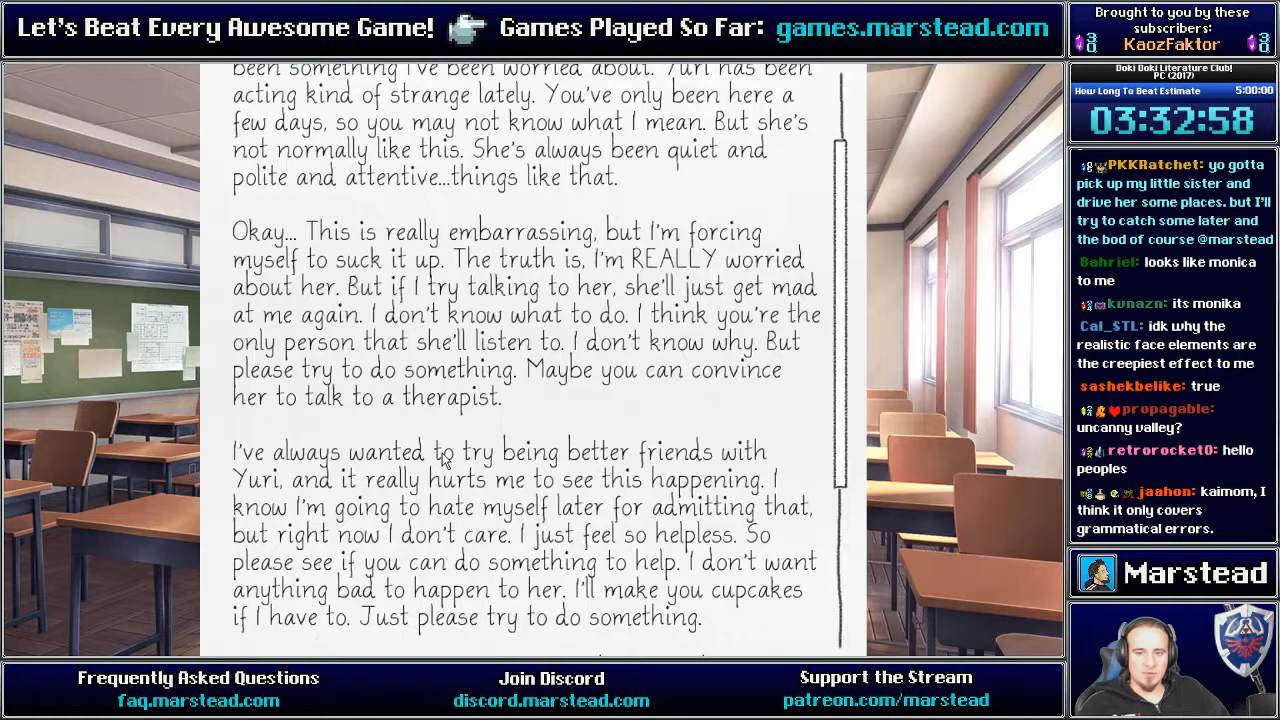 Let's Beat Every Awesome Game!
Games Played So Far: games.marstead.com
been something I've been worried about. Yuri has been
acting kind of strange lately. You've only been here a
few days, so you may not know what I mean. But she's
not normally like this. She's always been quiet and
polite and attentive...things like that.
Okay... This is really embarrassing, but I'm forcing
myself to suck it up. The truth is, I'm REALLY worried
about her. But if I try talking to her, she'll just get mad
at me again. I don't know what to do. I think you're the
only person that she'll listen to. I don't know why. But
please try to do something. Maybe you can convince
her to talk to a therapist.
I've always wanted to try being better friends with
Yuri, and it really hurts me to see this happening. I
know I'm going to hate myself later for admitting that,
but right now I don't care. I just feel so helpless. So
please see if you can do something to help. I don't want
anything bad to happen to her. I'll make you cupcakes
if I have to. Just please try to do something.
Brought to you by these
subscribers:
KaozFaktor
Doki Doki Literature Club!
PC (2017)
How Long To Beat Estimate 5:00:00
03:32:58
PKKRatchet: yo gotta
pick up my little sister and
drive her some places. but I'll
try to catch some later and
the bod of course @marstead
Bahriel: looks like monica
to me
kvnazn: its monika
Cal_STL: idk why the
realistic face elements are
the creepiest effect to me
sashekbelike: true
propagable:
uncanny valley?
retrorocket0: hello
peoples
jaahon: kaimom, I
think it only covers
grammatical errors.
Marstead
Frequently Asked Questions
faq.marstead.com
Join Discord
discord.marstead.com
Support the Stream
patreon.com/marstead